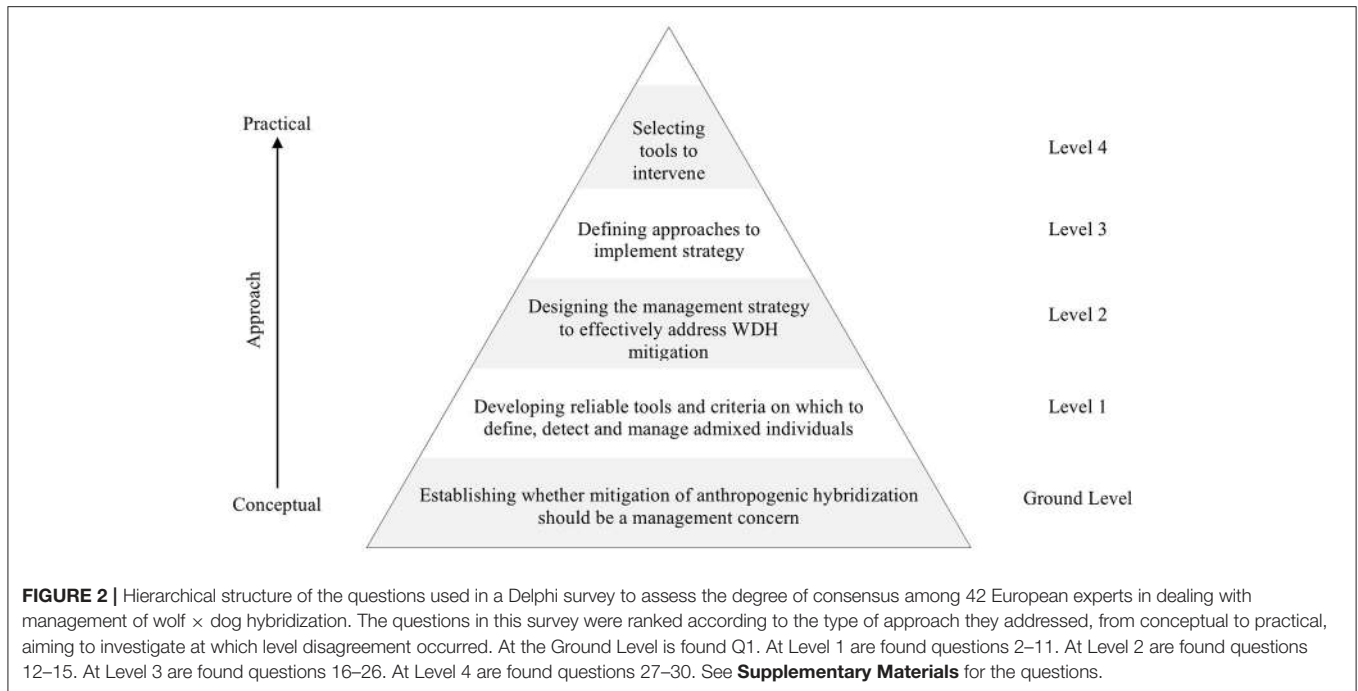 Practical
Approach
Conceptual
Selecting
tools to
intervene
Defining approaches to
implement strategy
Designing the management strategy
to effectively address WDH
mitigation
Developing reliable tools and criteria on which to
define, detect and manage admixed individuals
Establishing whether mitigation of anthropogenic hybridization
should be a management concern
Level 4
Level 3
Level 2
Level 1
Ground Level
FIGURE 2 | Hierarchical structure of the questions used in a Delphi survey to assess the degree of consensus among 42 European experts in dealing with
management of wolf × dog hybridization. The questions in this survey were ranked according to the type of approach they addressed, from conceptual to practical,
aiming to investigate at which level disagreement occurred. At the Ground Level is found Q1. At Level 1 are found questions 2–11. At Level 2 are found questions
12–15. At Level 3 are found questions 16–26. At Level 4 are found questions 27–30. See Supplementary Materials for the questions.